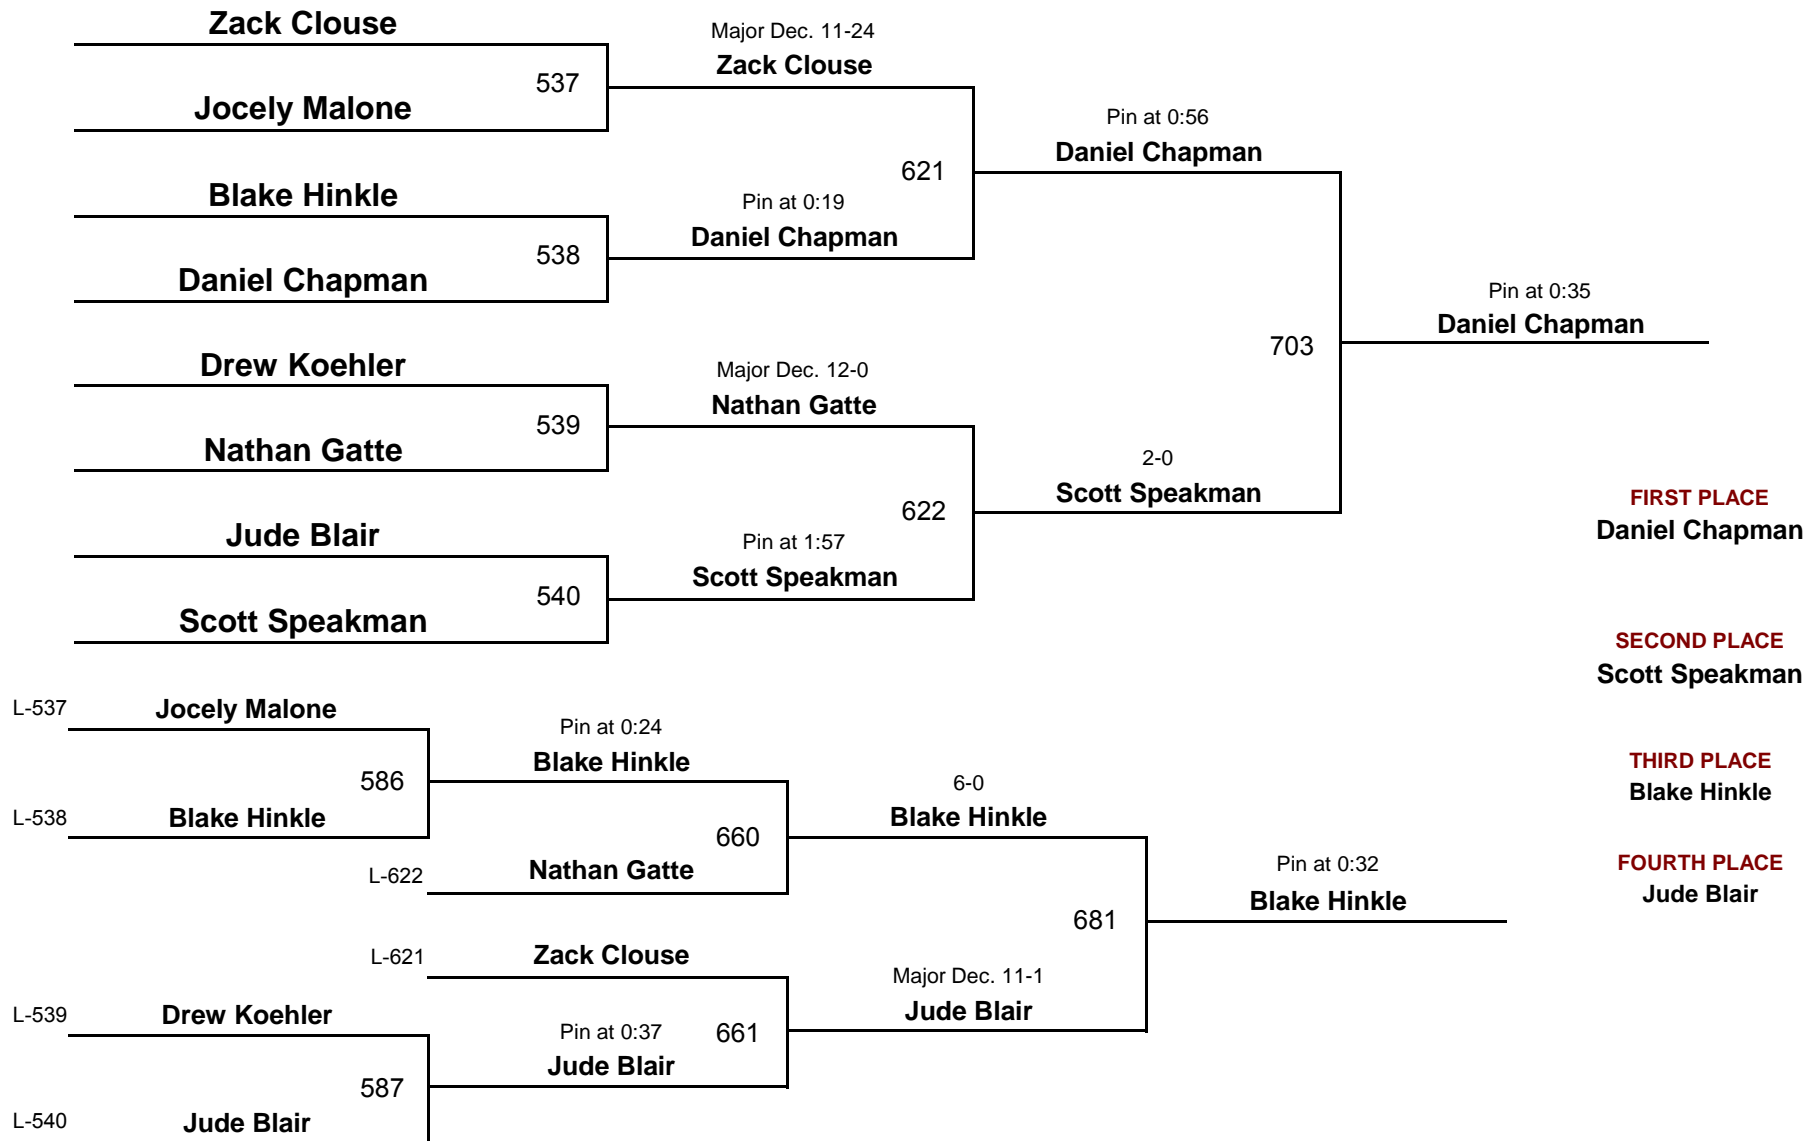 Zack Clouse
Major Dec. 11-24
Zack Clouse
537
Jocely Malone
Pin at 0:56
Daniel Chapman
621
Blake Hinkle
Pin at 0:19
Daniel Chapman
538
Daniel Chapman
Pin at 0:35
Daniel Chapman
703
Drew Koehler
Major Dec. 12-0
Nathan Gatte
539
Nathan Gatte
2-0
Scott Speakman
622
Jude Blair
Pin at 1:57
Scott Speakman
540
Scott Speakman
FIRST PLACE
Daniel Chapman
SECOND PLACE
Scott Speakman
THIRD PLACE
Blake Hinkle
FOURTH PLACE
Jude Blair
L-537 Jocely Malone
Pin at 0:24
Blake Hinkle
586
L-538 Blake Hinkle
6-0
Blake Hinkle
660
L-622 Nathan Gatte
Pin at 0:32
Blake Hinkle
681
L-621 Zack Clouse
Major Dec. 11-1
Jude Blair
L-539 Drew Koehler
Pin at 0:37
661
Jude Blair
587
L-540 Jude Blair